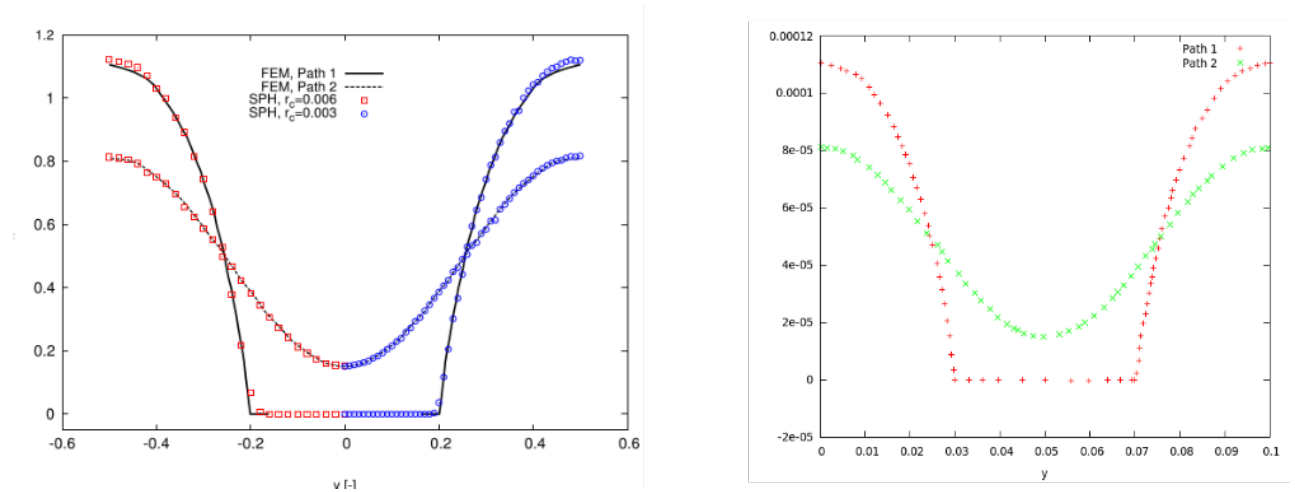 1.2
1
0.8
0.6
0.4
0.2
0
-0.6 -0.4 -0.2 0 0.2 0.4 0.6
FEM, Path 1
FEM, Path 2
SPH, rc=0.006
SPH, rc=0.003
y [-]
0.00012
0.0001
8e-05
6e-05
4e-05
2e-05
0
-2e-05
0 0.01 0.02 0.03 0.04 0.05 0.06 0.07 0.08 0.09 0.1
Path 1
Path 2
y